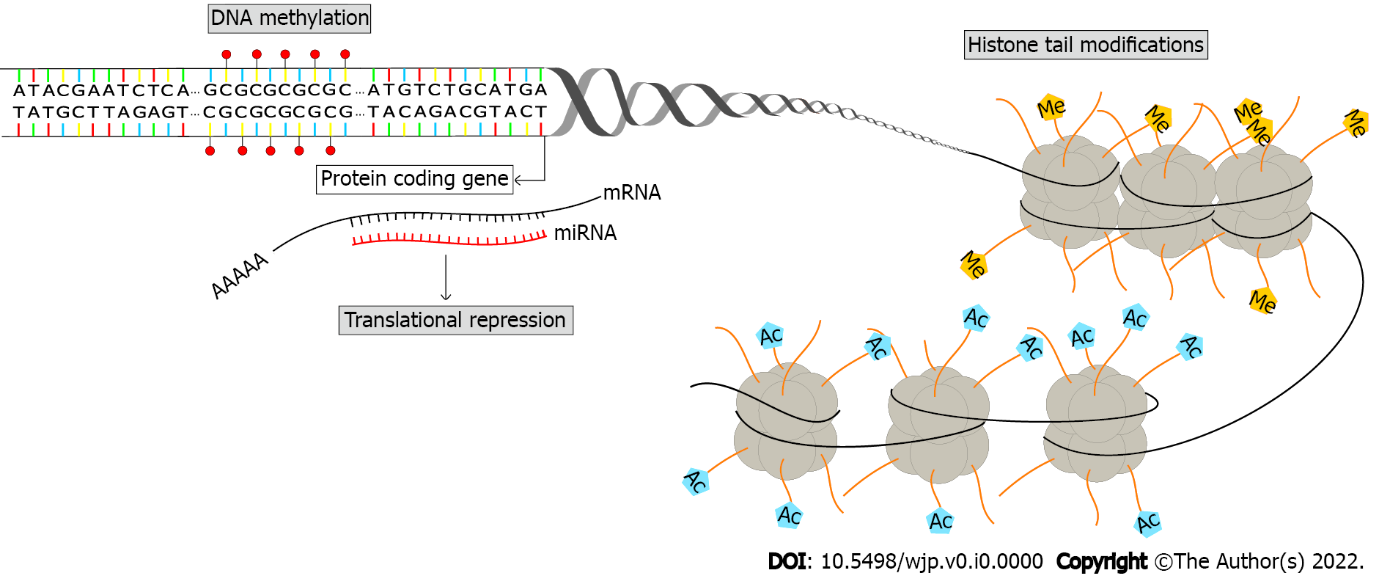 DNA methylation
Histone tail modifications
ATACGAATCTCA...GCGCGCGCGC...ATGTCTGCATGA
TATGCTTAGAGT...CGCGCGCGCG...TACAGACGTACT
Protein coding gene
mRNA
miRNA
AAAAA
Translational repression
Me
Me
Me
Me
Me
Me
Me
Ac
Ac
Ac
Ac
Ac
Ac
Ac
Ac
Ac
Ac
Ac
DOI: 10.5498/wjp.v0.i0.0000 Copyright ©The Author(s) 2022.